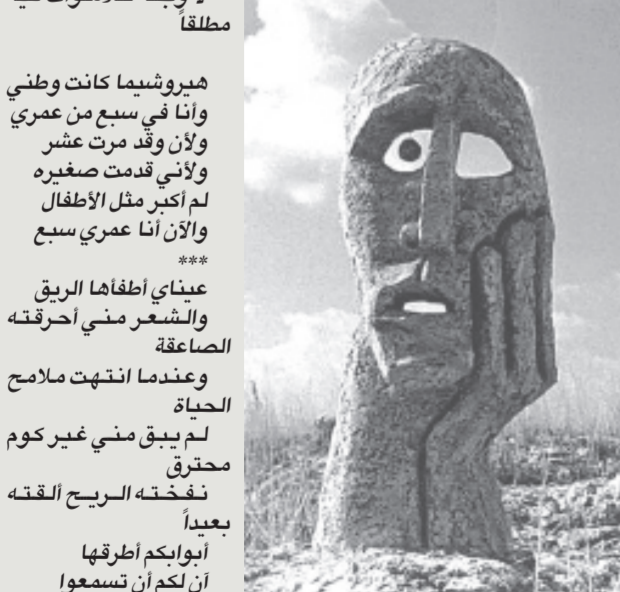 مطلقاً
هيروشيما كانت وطني
وأنا في سبع من عمري
ولأن وقد مرت عشر
ولأني قدمت صغيره
لم أكبر مثل الأطفال
والآن أنا عمري سبع
***
عيناي أطفأها الريق
والشعر مني أحرقته
الصاعقة
وعندما انتهت ملامح
الحياة
لم يبق مني غير كوم
محترق
نفخته الريح ألقته
بعيداً
أبوابكم أطرقها
آن لكم أن تسمعوا